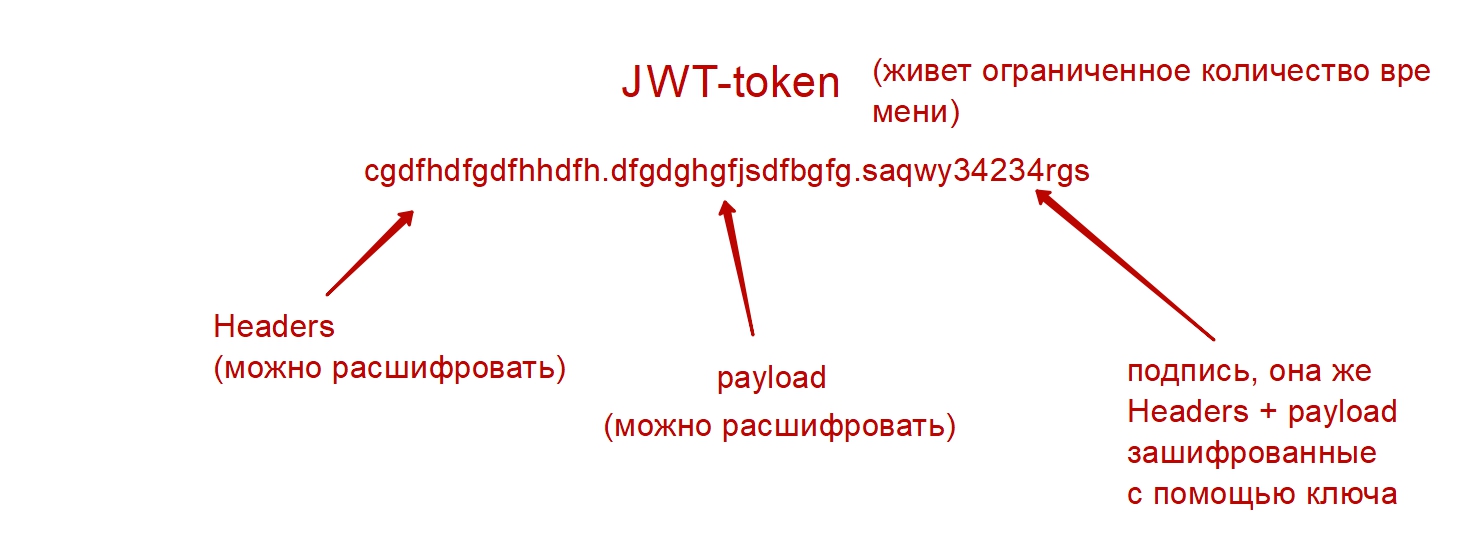 JWT-token
(живет ограниченное количество вре
мени)
cgdfhdfgdfhhdfh.dfgdghgfjsdfbgfg.saqwy34234rgs
Headers
(можно расшифровать)
payload
(можно расшифровать)
подпись, она же
Headers + payload
зашифрованные
с помощью ключа